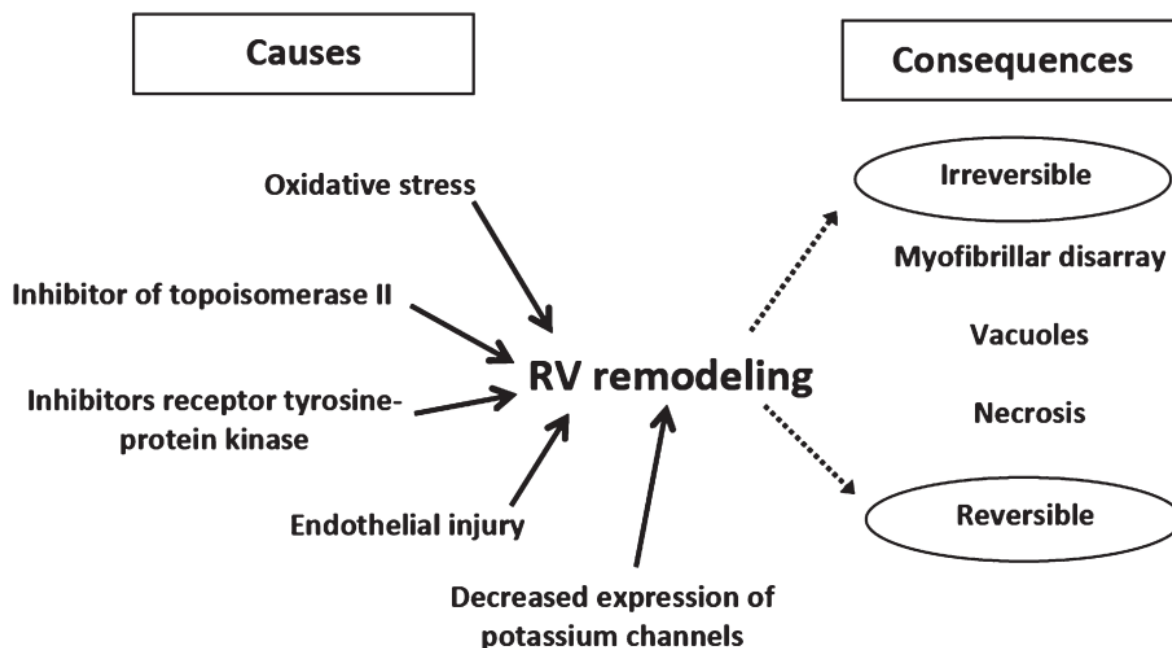 Causes
Consequences
Oxidative stress
Irreversible
Myofibrillar disarray
Inhibitor of topoisomerase II
Vacuoles
RV remodeling
Inhibitors receptor tyrosine-
protein kinase
Necrosis
Endothelial injury
Reversible
Decreased expression of
potassium channels